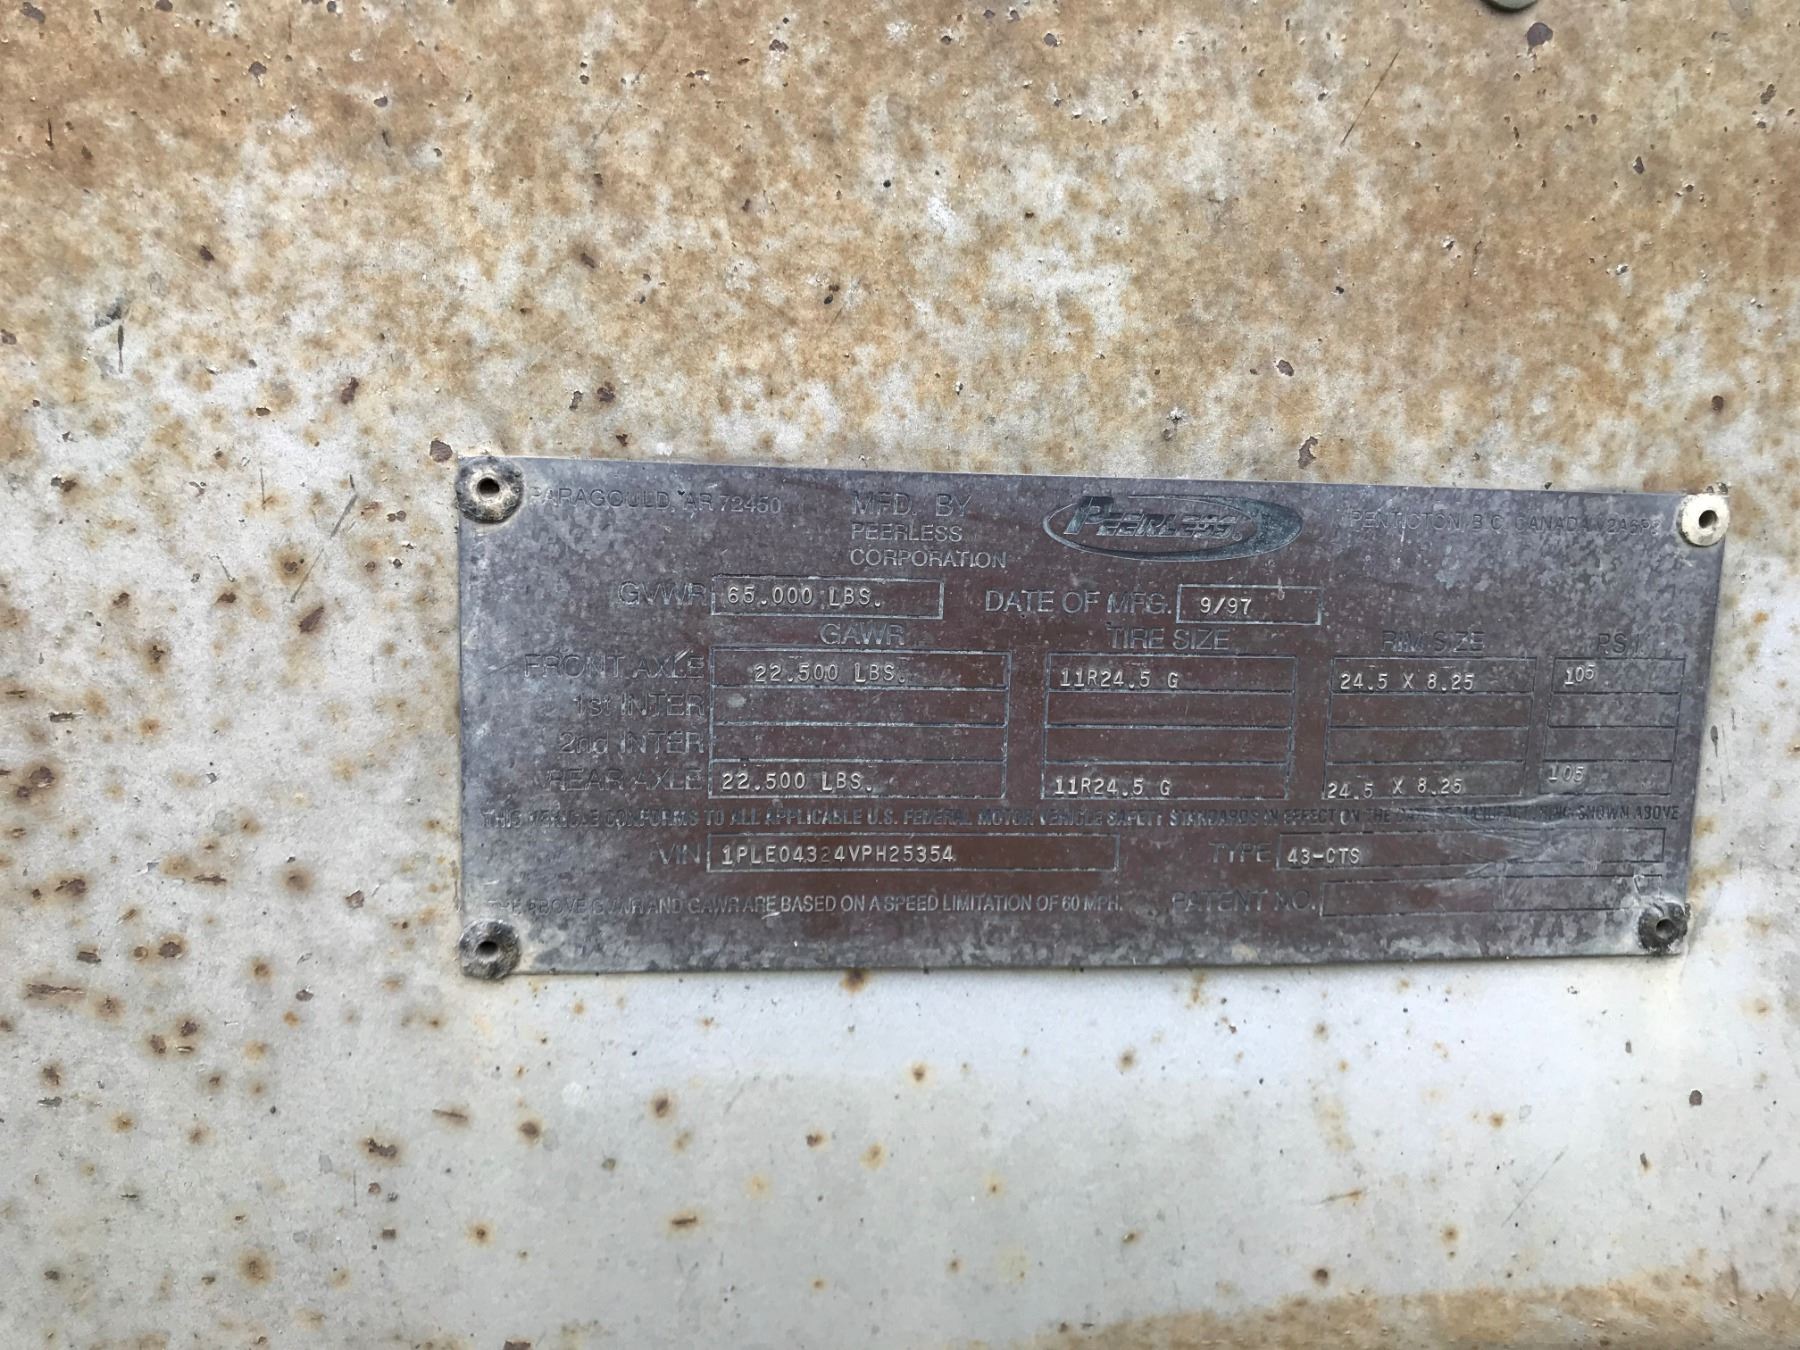 PARAGOULD, AR 72450 MFD. BY PEERLESS PENTICTON, B.C. CANADA V2A6P2
PEERLESS
CORPORATION
GVWR 65.000 LBS. DATE OF MFG. 9/97
GAWR TIRE SIZE RIM SIZE P.S.I.
FRONT AXLE 22.500 LBS. 11R24.5 G 24.5 X 8.25 105
1st INTER
2nd INTER
REAR AXLE 22.500 LBS. 11R24.5 G 24.5 X 8.25 105
THIS VEHICLE CONFORMS TO ALL APPLICABLE U.S. FEDERAL MOTOR VEHICLE SAFETY STANDARDS IN EFFECT ON THE DATE OF MANUFACTURING SHOWN ABOVE
VIN 1PLE04324VPH25354 TYPE 43-CTS
THE ABOVE GVWR AND GAWR ARE BASED ON A SPEED LIMITATION OF 60 MPH. PATENT NO.